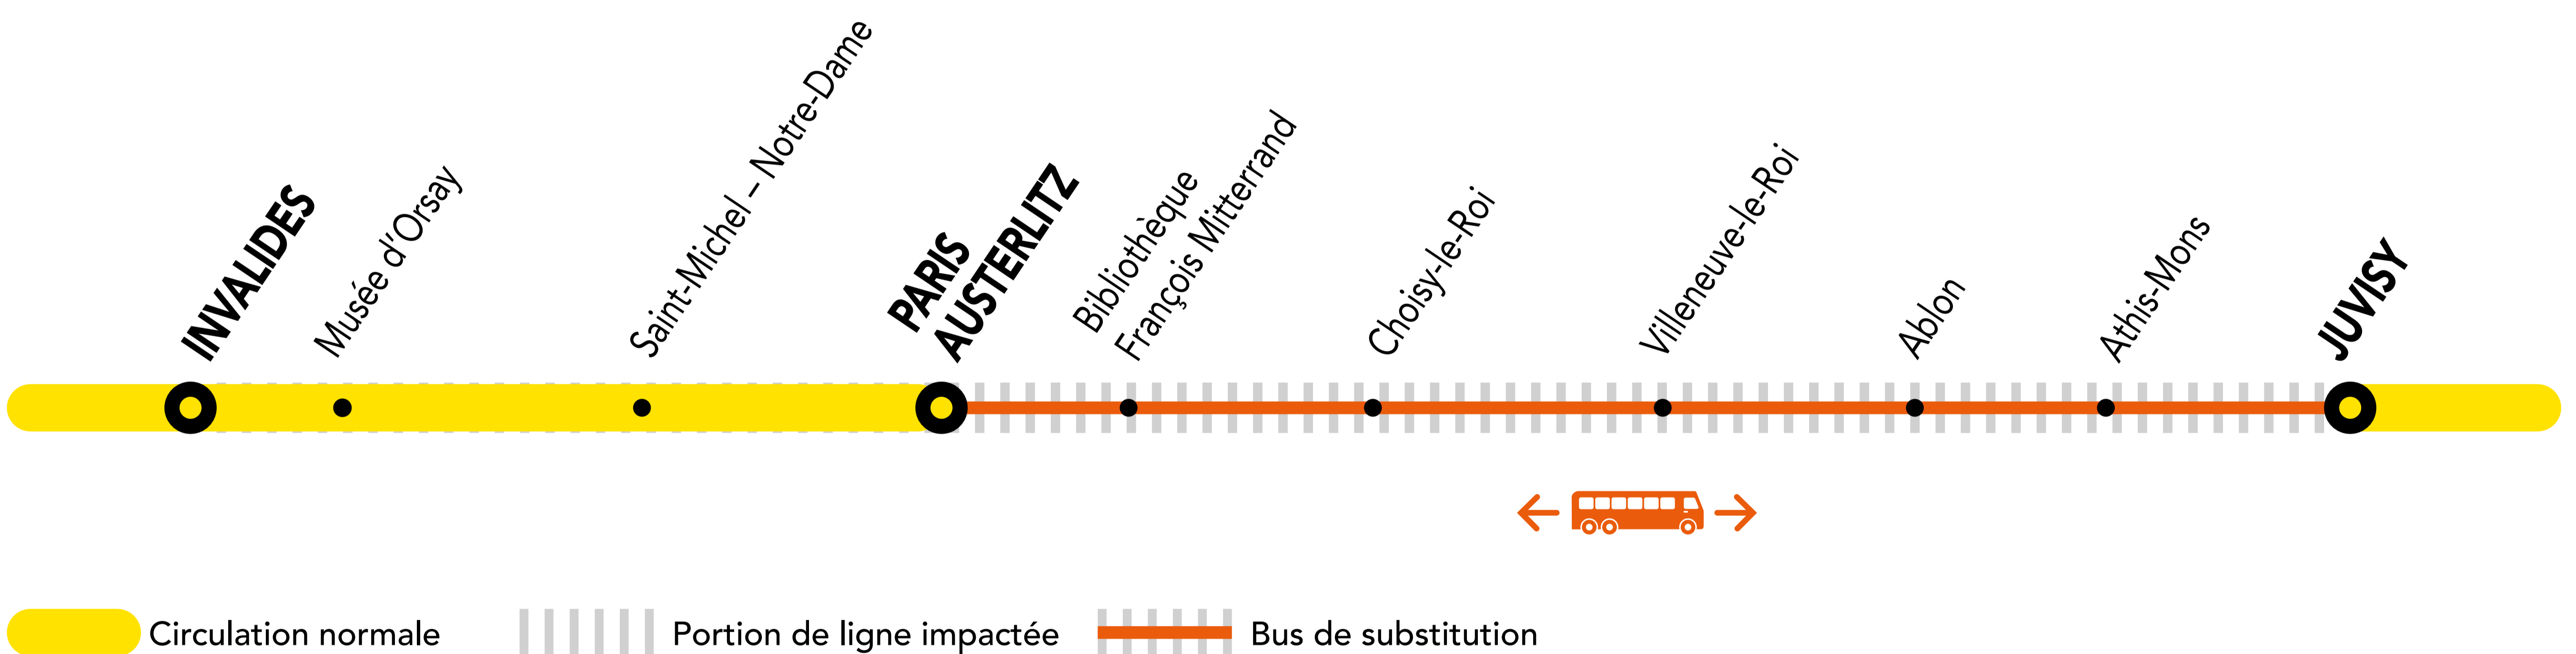 INVALIDES
Musée d'Orsay
Saint-Michel – Notre-Dame
PARIS
AUSTERLITZ
Bibliothèque
François Mitterrand
Choisy-le-Roi
Villeneuve-le-Roi
Ablon
Athis-Mons
JUVISY
Circulation normale
Portion de ligne impactée
Bus de substitution